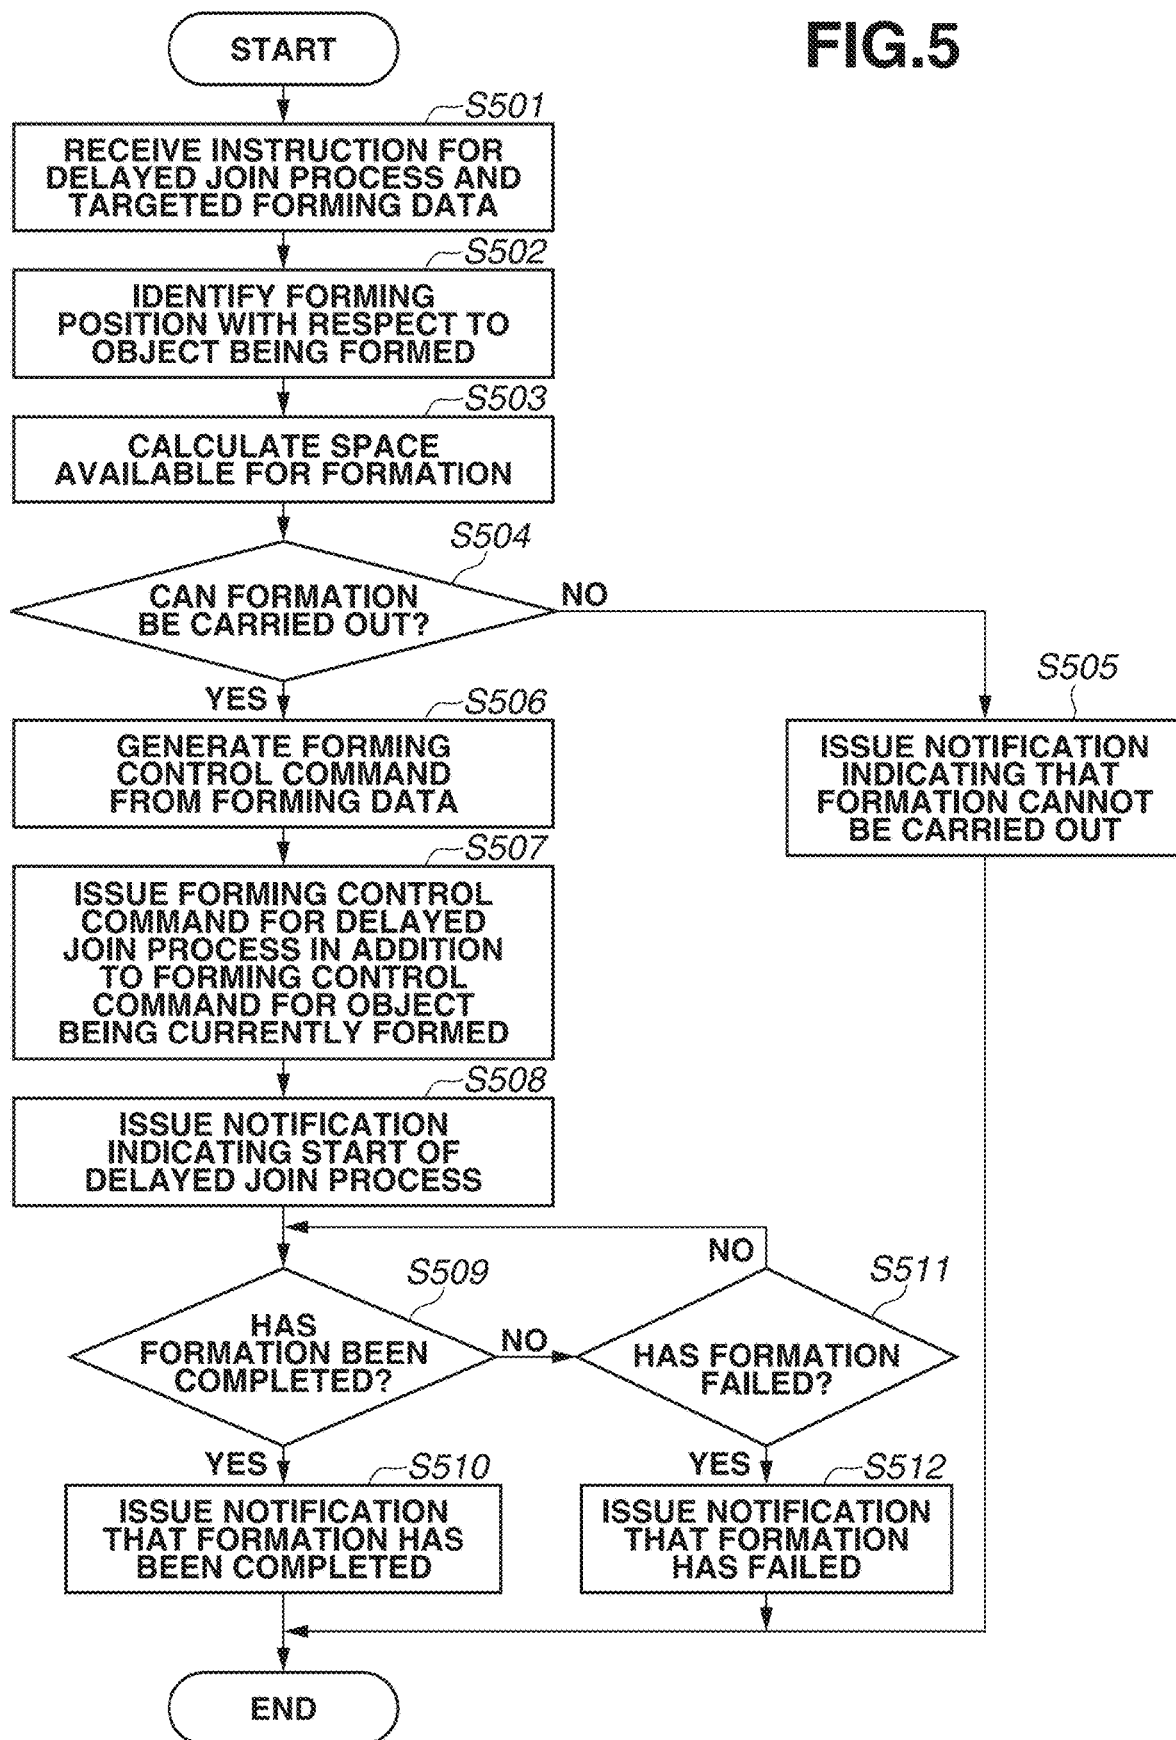 FIG.5
START
S501
RECEIVE INSTRUCTION FOR
DELAYED JOIN PROCESS AND
TARGETED FORMING DATA
S502
IDENTIFY FORMING
POSITION WITH RESPECT TO
OBJECT BEING FORMED
S503
CALCULATE SPACE
AVAILABLE FOR FORMATION
S504
CAN FORMATION
BE CARRIED OUT?
NO
YES
S505
ISSUE NOTIFICATION
INDICATING THAT
FORMATION CANNOT
BE CARRIED OUT
S506
GENERATE FORMING
CONTROL COMMAND
FROM FORMING DATA
S507
ISSUE FORMING CONTROL
COMMAND FOR DELAYED
JOIN PROCESS IN ADDITION
TO FORMING CONTROL
COMMAND FOR OBJECT
BEING CURRENTLY FORMED
S508
ISSUE NOTIFICATION
INDICATING START OF
DELAYED JOIN PROCESS
S509
HAS
FORMATION BEEN
COMPLETED?
NO
YES
S511
HAS FORMATION
FAILED?
NO
YES
S510
ISSUE NOTIFICATION
THAT FORMATION HAS
BEEN COMPLETED
S512
ISSUE NOTIFICATION
THAT FORMATION
HAS FAILED
END